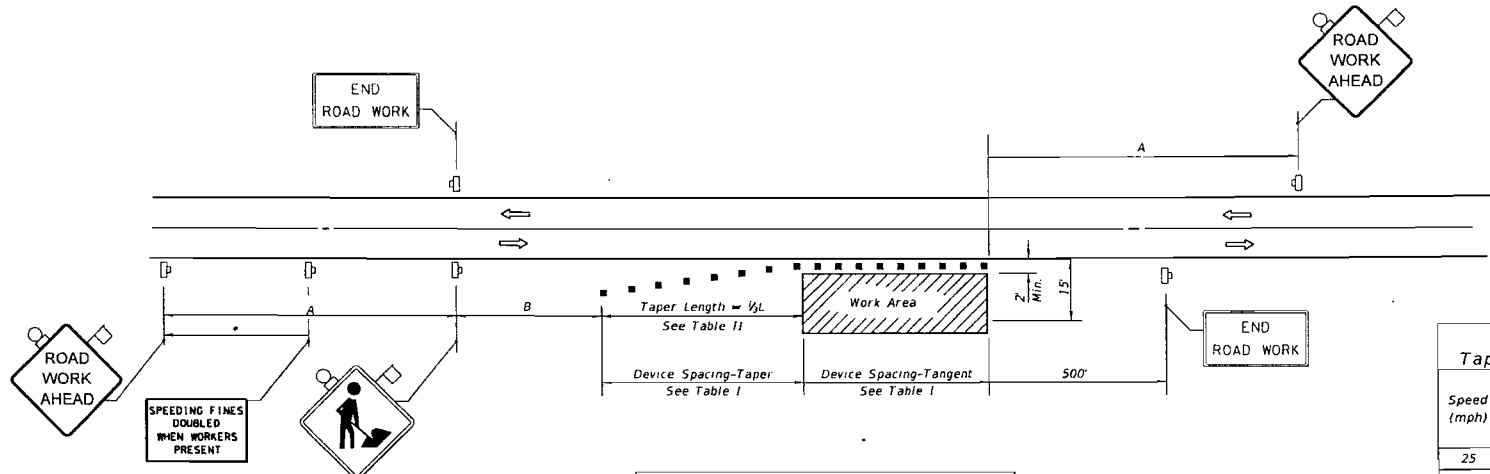 ROAD
WORK
AHEAD
END
ROAD WORK
A
A
B
Taper Length = ⅓L
See Table II
Work Area
2'
Min.
15'
Device Spacing-Taper
See Table I
Device Spacing-Tangent
See Table I
500'
END
ROAD WORK
ROAD
WORK
AHEAD
SPEEDING FINES
DOUBLED
WHEN WORKERS
PRESENT
Speed
(mph)
25